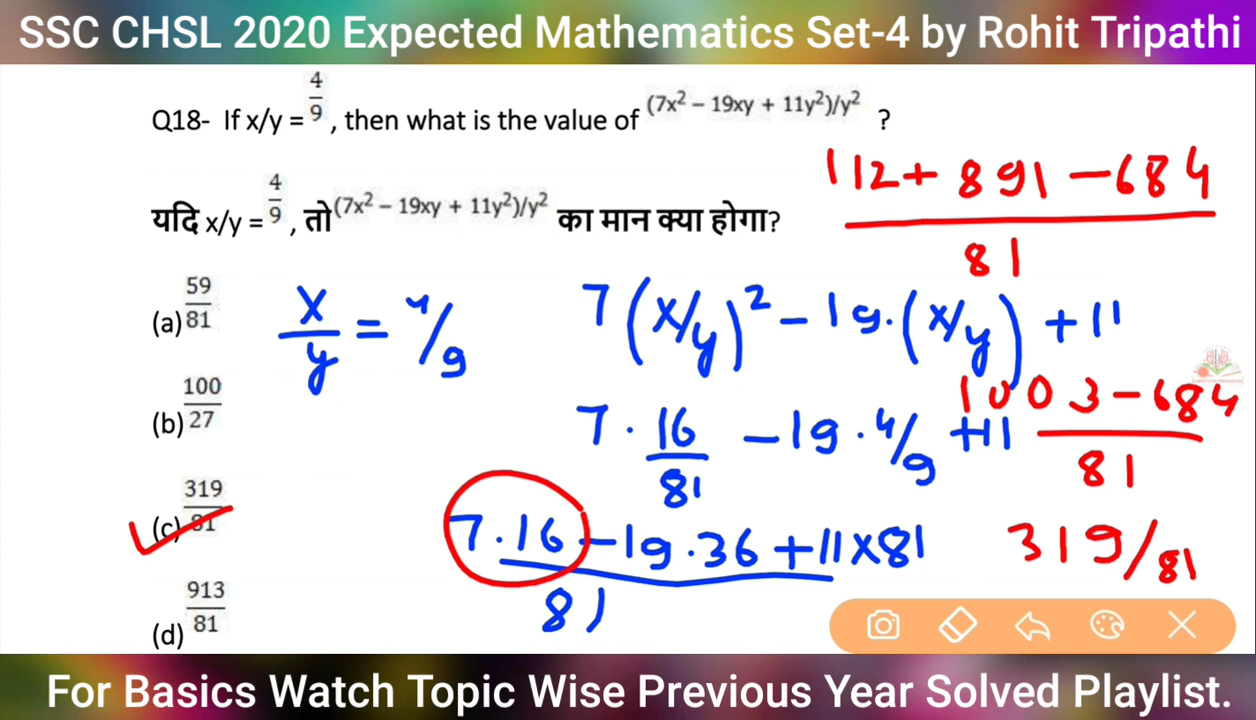 SSC CHSL 2020 Expected Mathematics Set-4 by Rohit Tripathi
Q18- If x/y = 4/9 , then what is the value of (7x² – 19xy + 11y²)/y² ?
यदि x/y = 4/9 , तो (7x² – 19xy + 11y²)/y² का मान क्या होगा?
112 + 891 – 684
81
(a) 59/81
x/y = 4/9
7(x/y)² – 19.(x/y) + 11
(b) 100/27
7 . 16/81 – 19 . 4/9 + 11
1003 – 684
81
(c) 319/81
7.16 – 19.36 + 11x81
81
319/81
(d) 913/81
For Basics Watch Topic Wise Previous Year Solved Playlist.